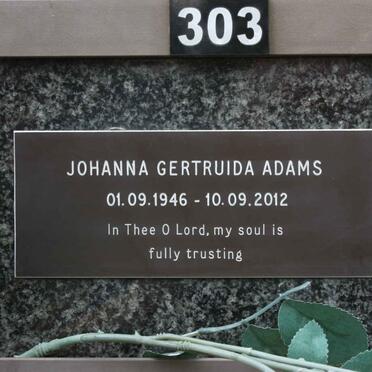 303
JOHANNA GERTRUIDA ADAMS
01.09.1946 - 10.09.2012
In Thee O Lord, my soul is
fully trusting